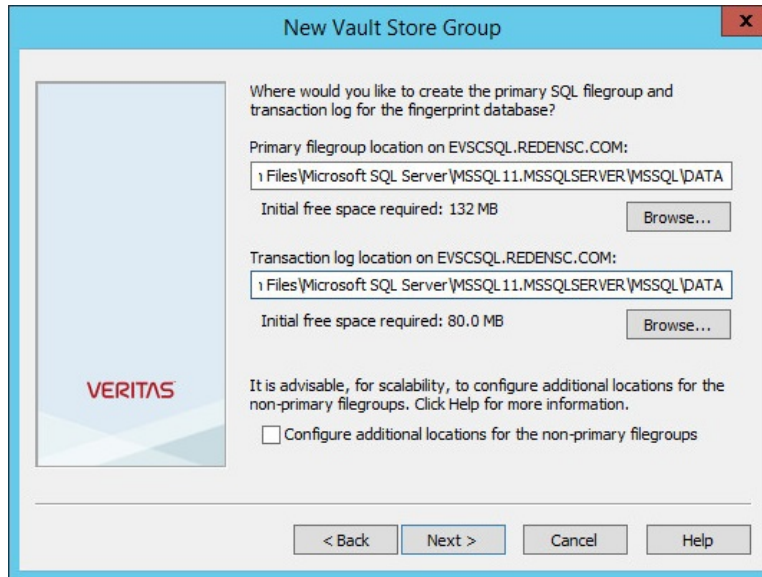 New Vault Store Group
x
Where would you like to create the primary SQL filegroup and
transaction log for the fingerprint database?
Primary filegroup location on EVSCSQL.REDENSC.COM:
Files\Microsoft SQL Server\MSSQL11.MSSQLSERVER\MSSQL\DATA
Initial free space required: 132 MB
Browse...
Transaction log location on EVSCSQL.REDENSC.COM:
Files\Microsoft SQL Server\MSSQL11.MSSQLSERVER\MSSQL\DATA
Initial free space required: 80.0 MB
Browse...
VERITAS
It is advisable, for scalability, to configure additional locations for the
non-primary filegroups. Click Help for more information.
Configure additional locations for the non-primary filegroups
< Back Next > Cancel Help